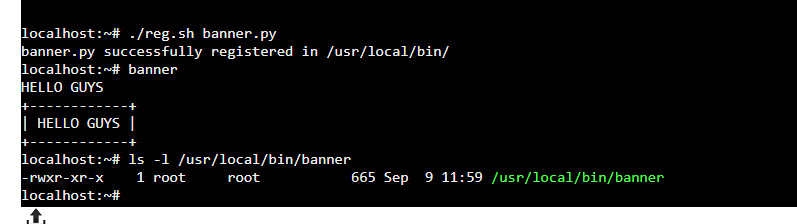 localhost:~# ./reg.sh banner.py
banner.py successfully registered in /usr/local/bin/
localhost:~# banner
HELLO GUYS
+------------+
| HELLO GUYS |
+------------+
localhost:~# ls -l /usr/local/bin/banner
-rwxr-xr-x    1 root     root           665 Sep  9 11:59 /usr/local/bin/banner
localhost:~#